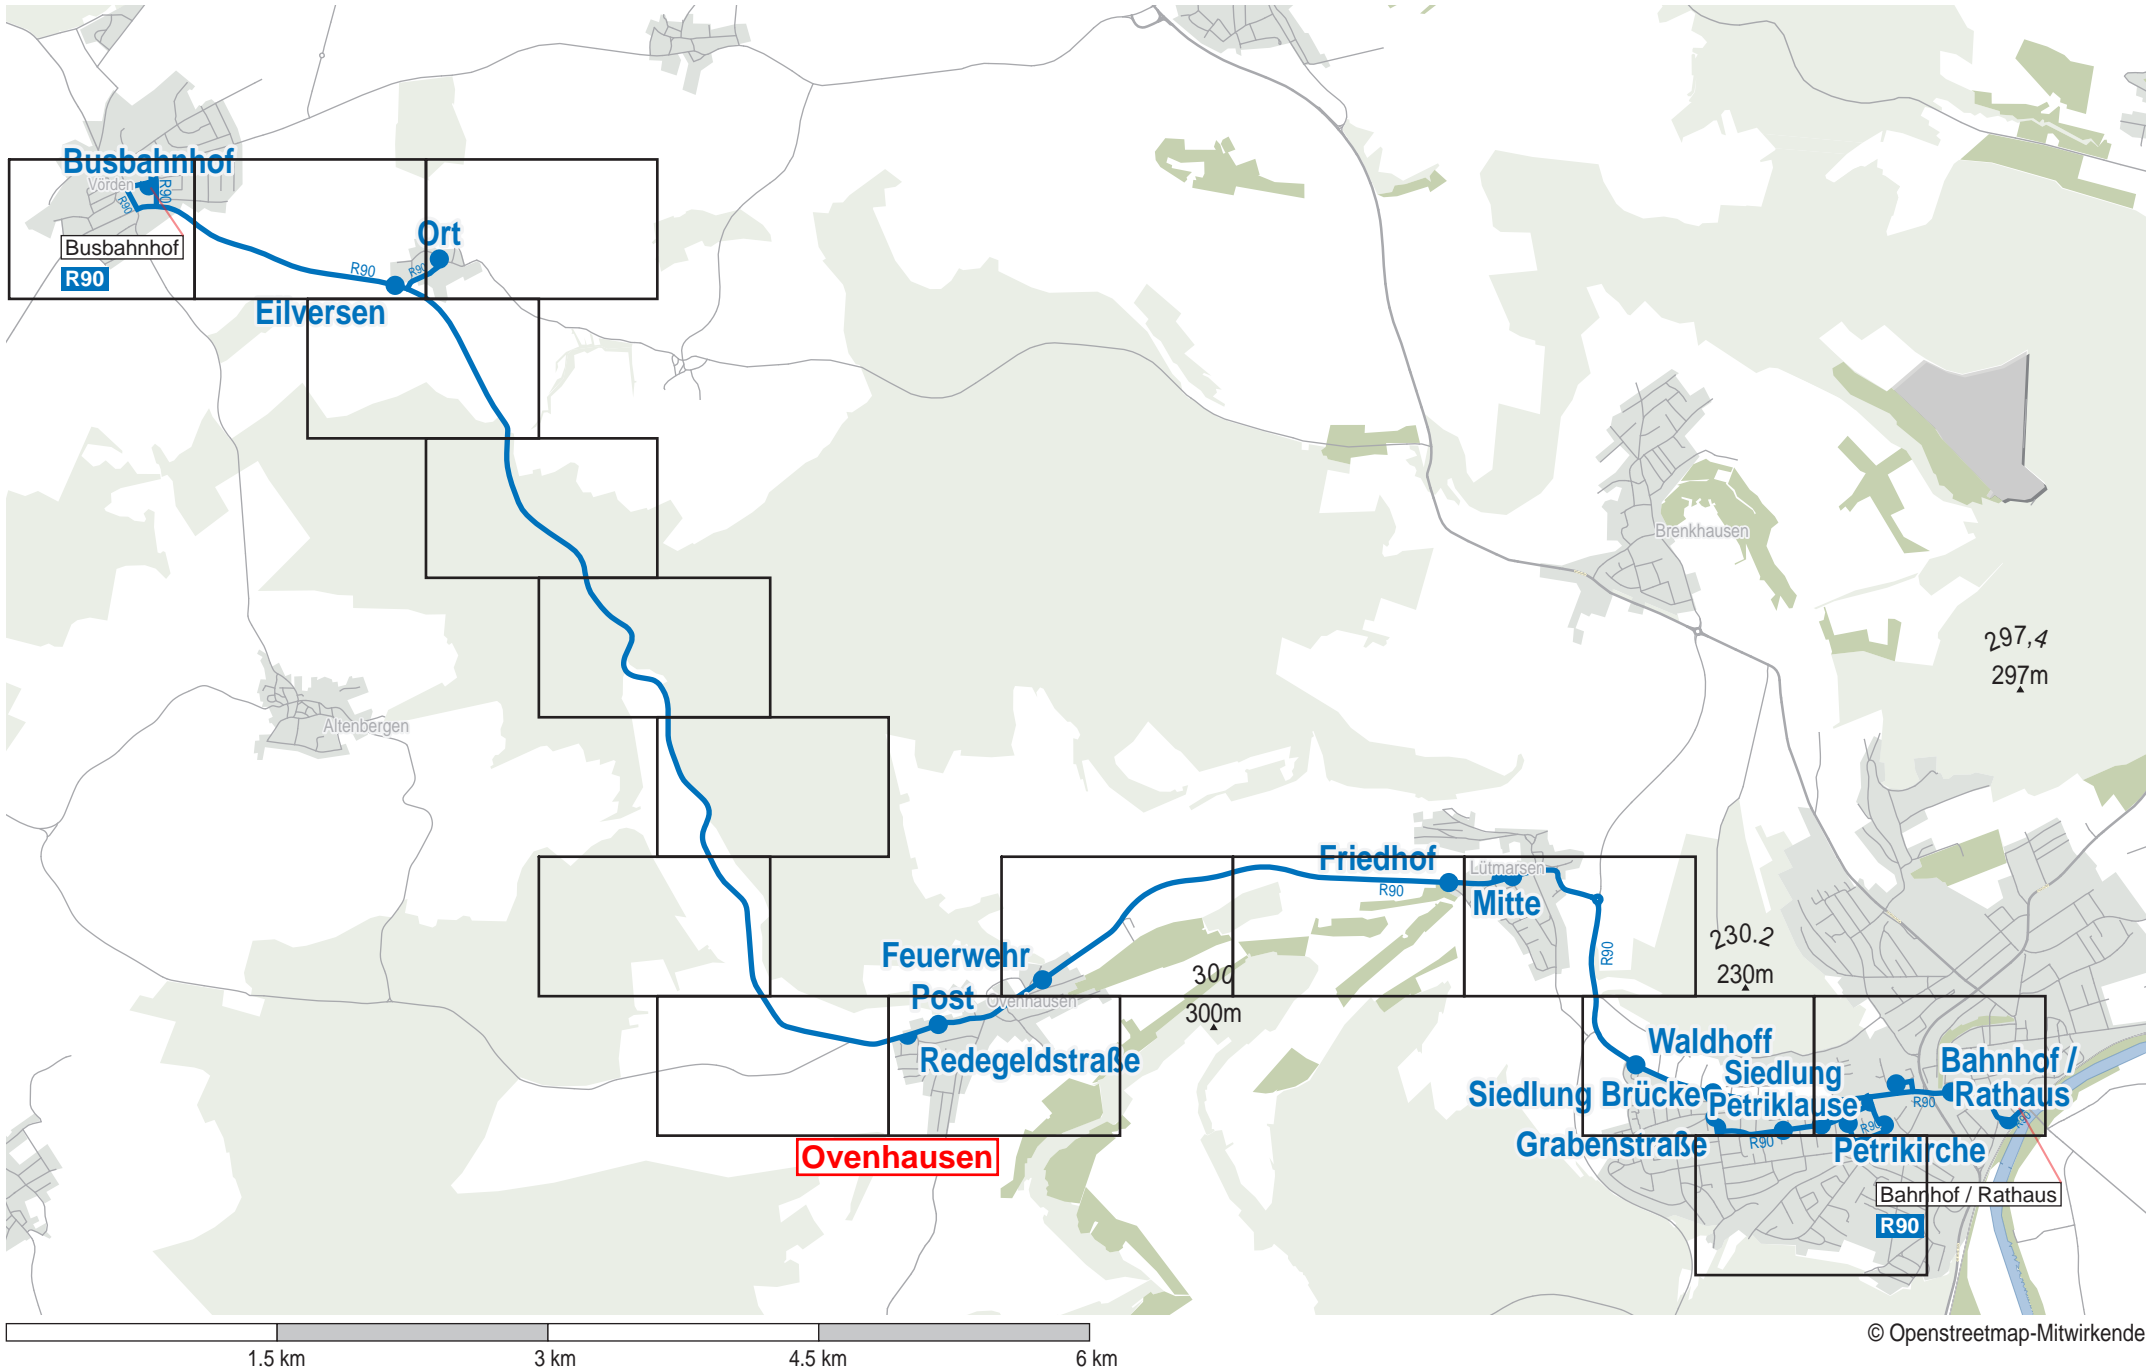 Busbahnhof
Vörden
R90
R90
Busbahnhof
R90
Ort
R90
R90
Eilversen
Brenkhausen
297,4
297m
Altenbergen
Friedhof
Lütmarsen
R90
Mitte
Feuerwehr
Post
Ovenhausen
300
300m
R90
230.2
230m
Redegeldstraße
Waldhoff
Siedlung
Bahnhof /
Rathaus
Siedlung Brücke
Petriklause
R90
R90
R90
Grabenstraße
R90
Petrikirche
Ovenhausen
Bahnhof / Rathaus
R90
1.5 km
3 km
4.5 km
6 km
© Openstreetmap-Mitwirkende